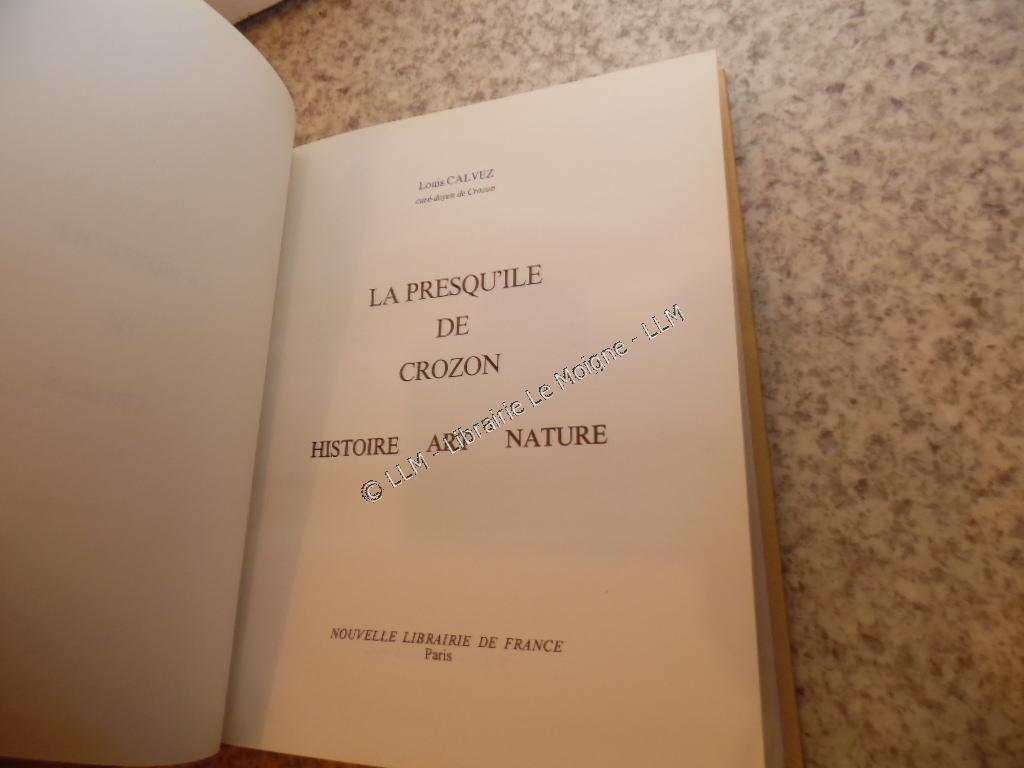 Louis CALVEZ
curé-doyen de Crozon
LA PRESQU'ILE
DE
CROZON
HISTOIRE ART NATURE
© LLM - Librairie Le Moigne - LLM
NOUVELLE LIBRAIRIE DE FRANCE
Paris